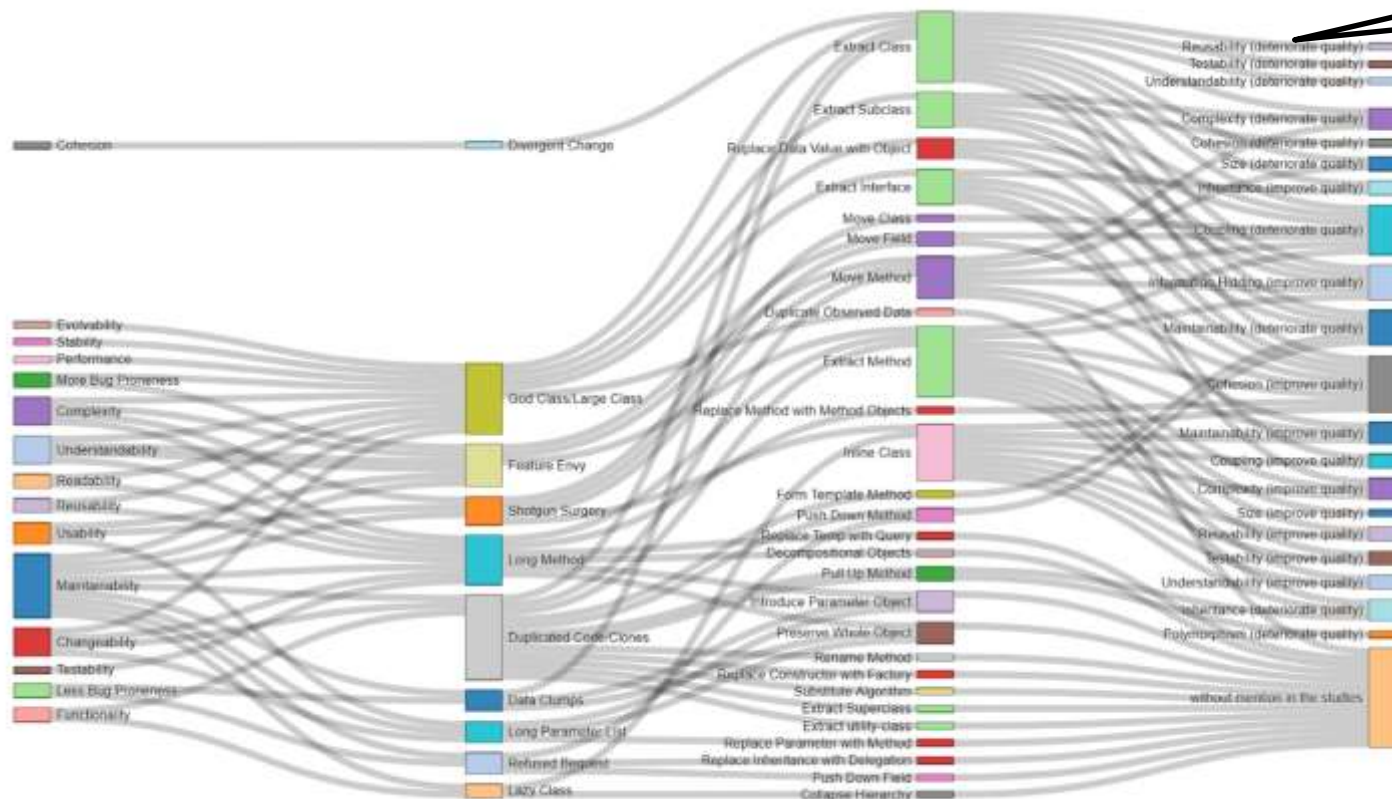 Cohesion
Evolvability
Stability
Performance
More Bug Proneness
Complexity
Understandability
Readability
Reusability
Usability
Maintainability
Changeability
Testability
Less Bug Proneness
Functionality
Divergent Change
God Class/Large Class
Feature Envy
Shotgun Surgery
Long Method
Duplicated Code/Clones
Data Clumps
Long Parameter List
Refused Bequest
Lazy Class
Extract Class
Extract Subclass
Replace Data Value with Object
Extract Interface
Move Class
Move Field
Move Method
Duplicate Observed Data
Extract Method
Replace Method with Method Objects
Inline Class
Form Template Method
Push Down Method
Replace Temp with Query
Decompositional Objects
Pull Up Method
Introduce Parameter Object
Preserve Whole Object
Rename Method
Replace Constructor with Factory
Substitute Algorithm
Extract Superclass
Extract utility-class
Replace Parameter with Method
Replace Inheritance with Delegation
Push Down Field
Collapse Hierarchy
Reusability (deteriorate quality)
Testability (deteriorate quality)
Understandability (deteriorate quality)
Complexity (deteriorate quality)
Cohesion (deteriorate quality)
Size (deteriorate quality)
Inheritance (improve quality)
Coupling (deteriorate quality)
Information Hidding (improve quality)
Maintainability (deteriorate quality)
Cohesion (improve quality)
Maintainability (improve quality)
Coupling (improve quality)
Complexity (improve quality)
Size (improve quality)
Reusability (improve quality)
Testability (improve quality)
Understandability (improve quality)
Inheritance (deteriorate quality)
Polymorphism (deteriorate quality)
without mention in the studies